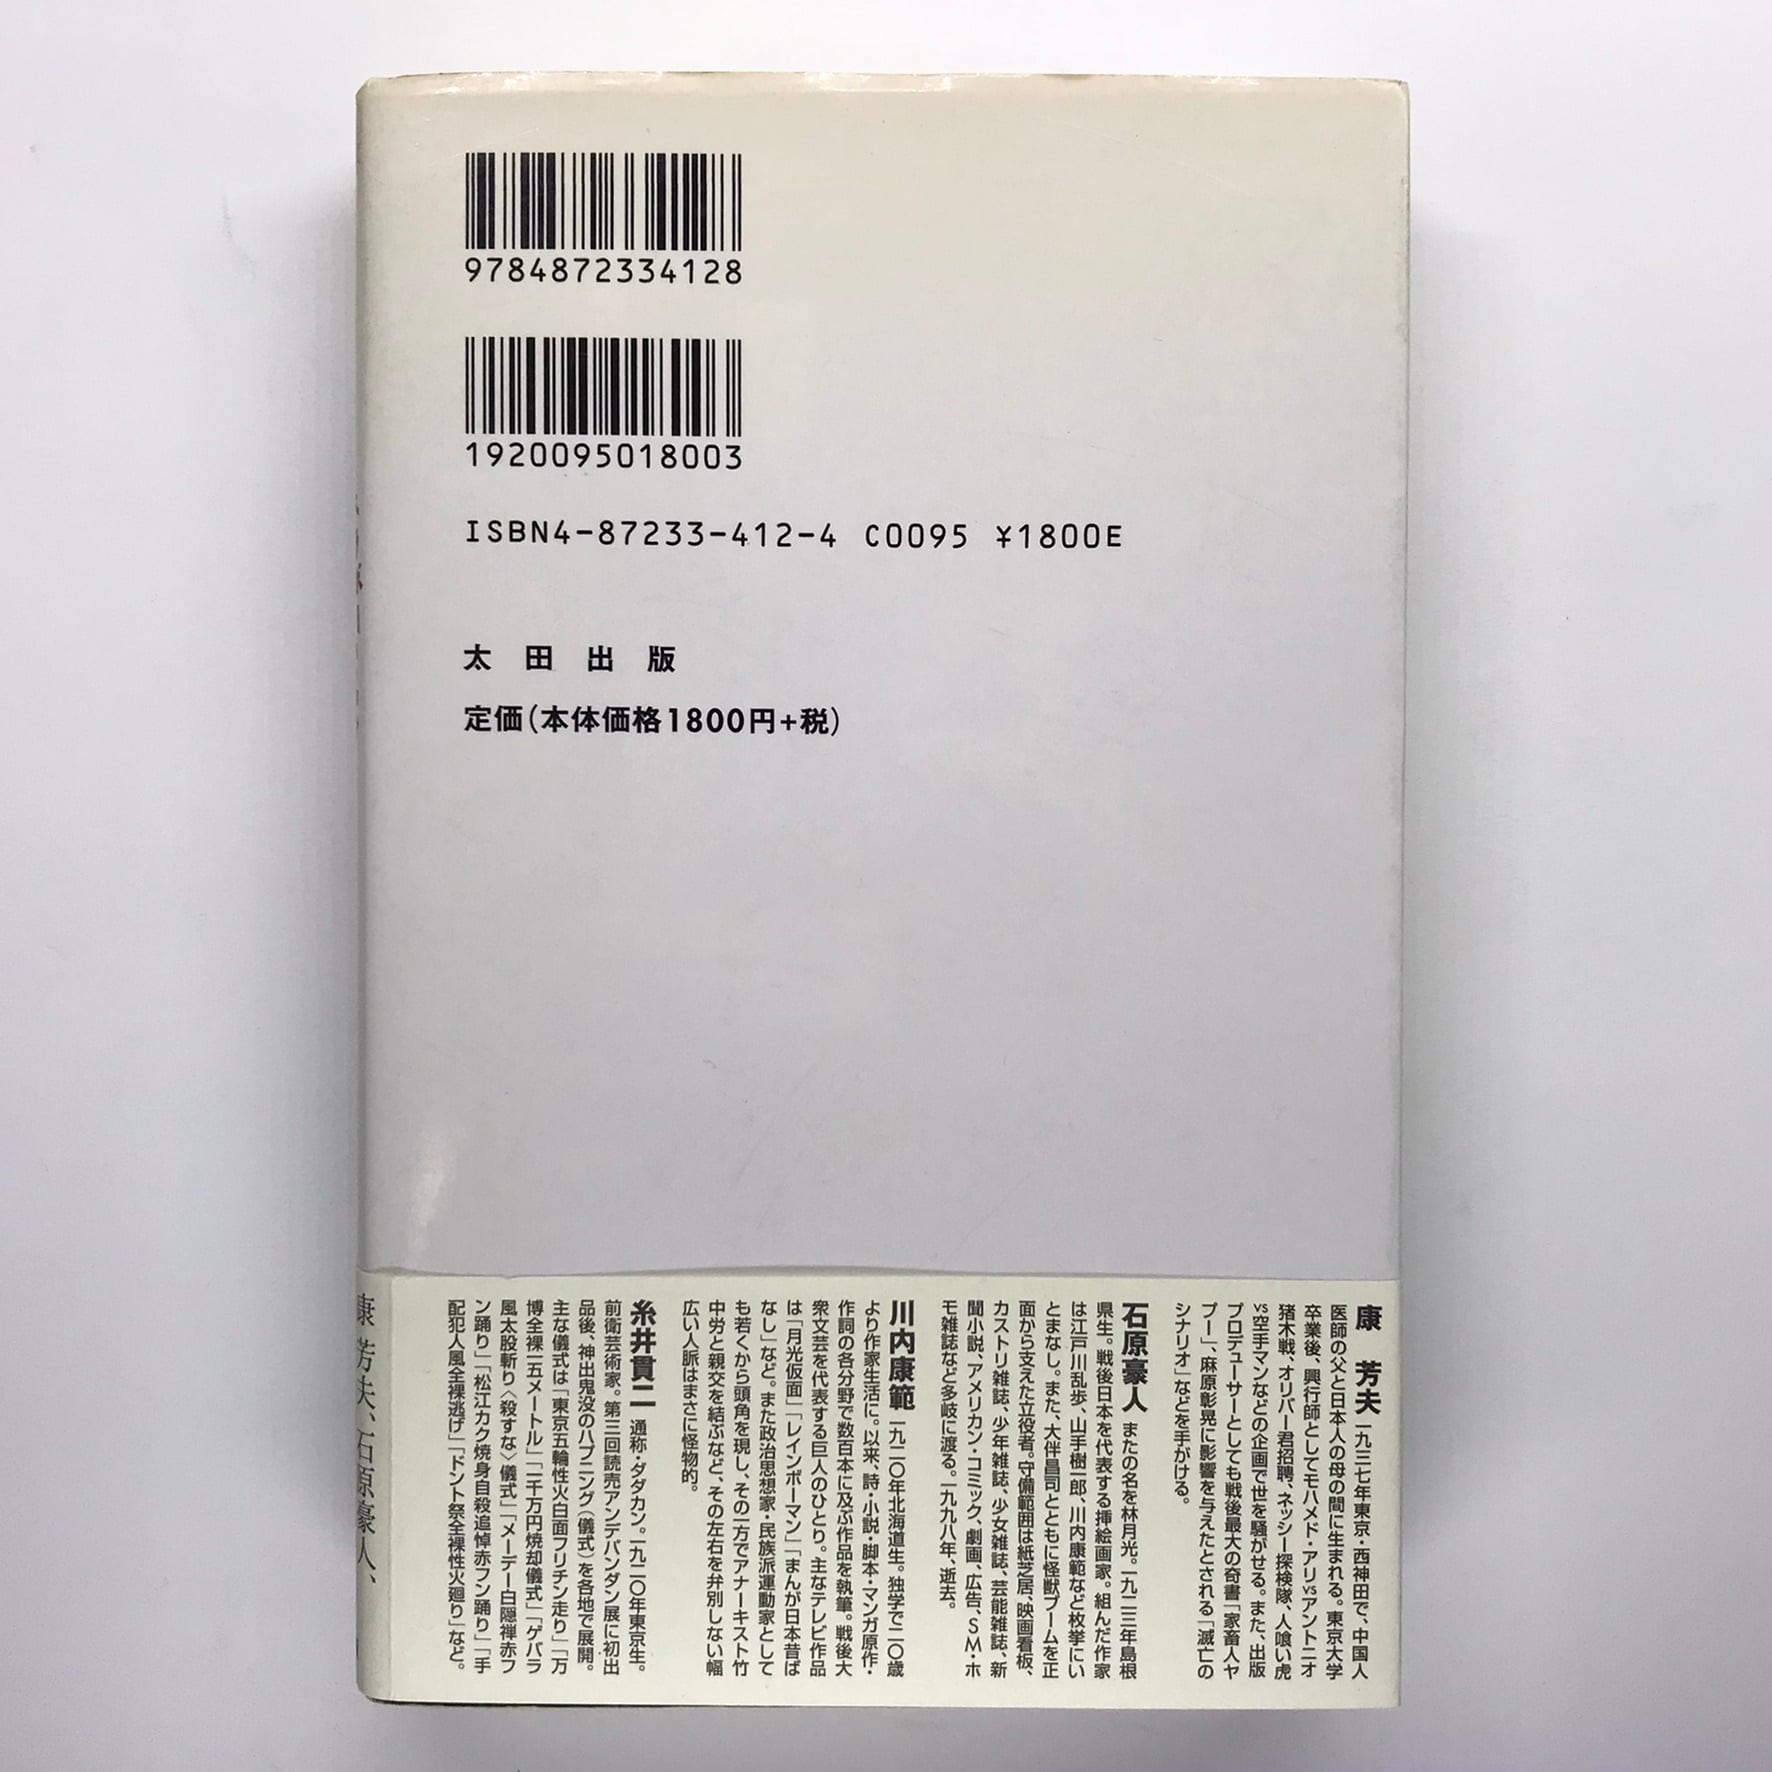 9784872334128
1920095018003
ISBN4-87233-412-4 C0095 ¥1800E
太田出版
定価(本体価格1800円+税)
康 芳夫 一九三七年東京・西神田で、中国人
医師の父と日本人の母の間に生まれる。東京大学
卒業後、興行師としてモハメド・アリvsアントニオ
猪木戦、オリバー君招聘、ネッシー探検隊、人喰い虎
vs空手マンなどの企画で世を騒がせる。また、出版
プロデューサーとしても戦後最大の奇書「家畜人ヤ
プー」、麻原彰晃に影響を与えたとされる「滅亡の
シナリオ」などを手がける。
石原豪人 またの名を林月光。一九二三年島根
県生。戦後日本を代表する挿絵画家。組んだ作家
は江戸川乱歩、山手樹一郎、川内康範など枚挙にい
とまなし。また、大伴昌司とともに怪獣ブームを正
面から支えた立役者。守備範囲は紙芝居、映画看板、
カストリ雑誌、少年雑誌、少女雑誌、芸能雑誌、新
聞小説、アメリカン・コミック、劇画、広告、SM・ホ
モ雑誌など多岐に渡る。一九九八年、逝去。
川内康範 一九二〇年北海道生。独学で二〇歳
より作家生活に。以来、詩・小説・脚本・マンガ原作・
作詞の各分野で数百本に及ぶ作品を執筆。戦後大
衆文芸を代表する巨人のひとり。主なテレビ作品
は「月光仮面」「レインボーマン」「まんが日本昔ば
なし」など。また政治思想家・民族派運動家として
も若くから頭角を現し、その一方でアナーキスト竹
中労と親交を結ぶなど、その左右を弁別しない幅
広い人脈はまさに怪物的。
糸井貫二 通称・ダダカン。一九二〇年東京生。
前衛芸術家。第三回読売アンデパンダン展に初出
品後、神出鬼没のハプニング(儀式)を各地で展開。
主な儀式は「東京五輪性火白面フリチン走り」「万
博全裸一五メートル」「二千万円焼却儀式」「ゲバラ
風太股斬り〈殺すな〉儀式」「メーデー白隠禅赤フ
ン踊り」「松江カク焼身自殺追悼赤フン踊り」「手
配犯人風全裸逃げ」「ドント祭全裸性火廻り」など。
康 芳夫、石原豪人、